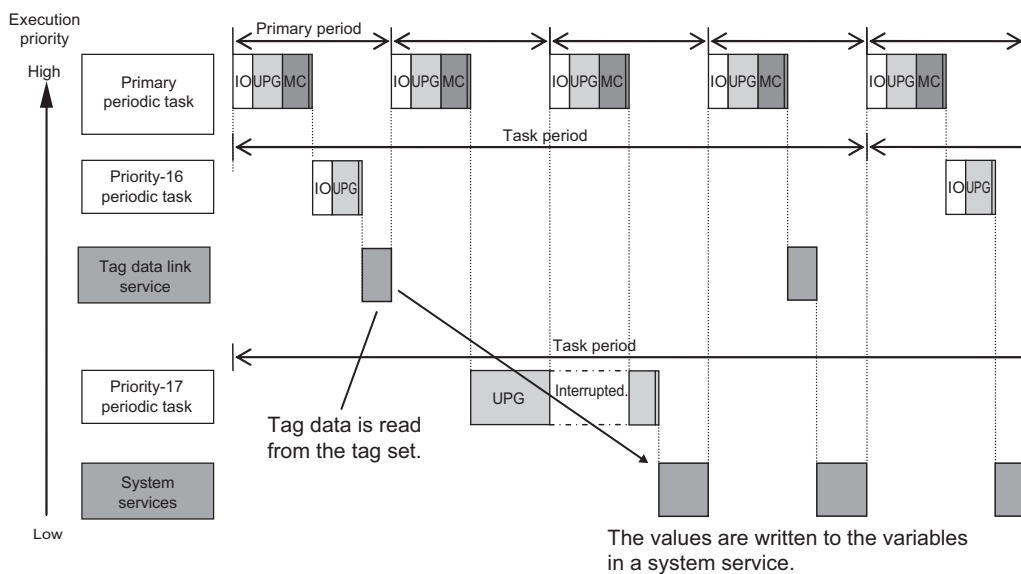 Execution
priority
High
Primary period
Primary
periodic task
IO UPG MC
IO UPG MC
IO UPG MC
IO UPG MC
IO UPG MC
Task period
Priority-16
periodic task
IO UPG
IO UPG
Tag data link
service
Task period
Priority-17
periodic task
UPG
Interrupted.
Tag data is read
from the tag set.
System
services
Low
The values are written to the variables
in a system service.